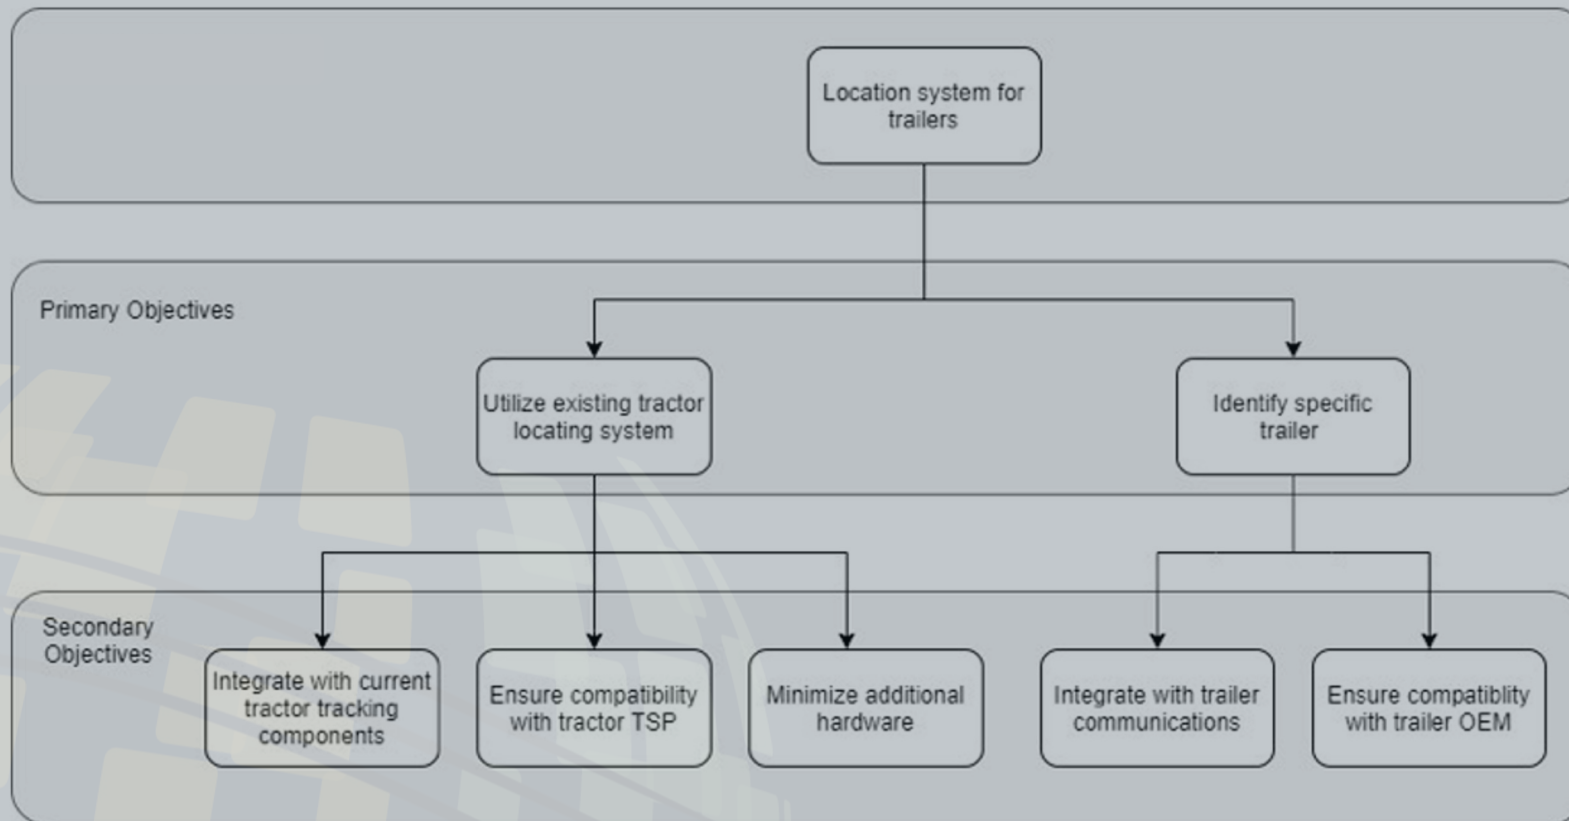 Location system for
trailers
Primary Objectives
Utilize existing tractor
locating system
Identify specific
trailer
Secondary
Objectives
Integrate with current
tractor tracking
components
Ensure compatibility
with tractor TSP
Minimize additional
hardware
Integrate with trailer
communications
Ensure compatiblity
with trailer OEM